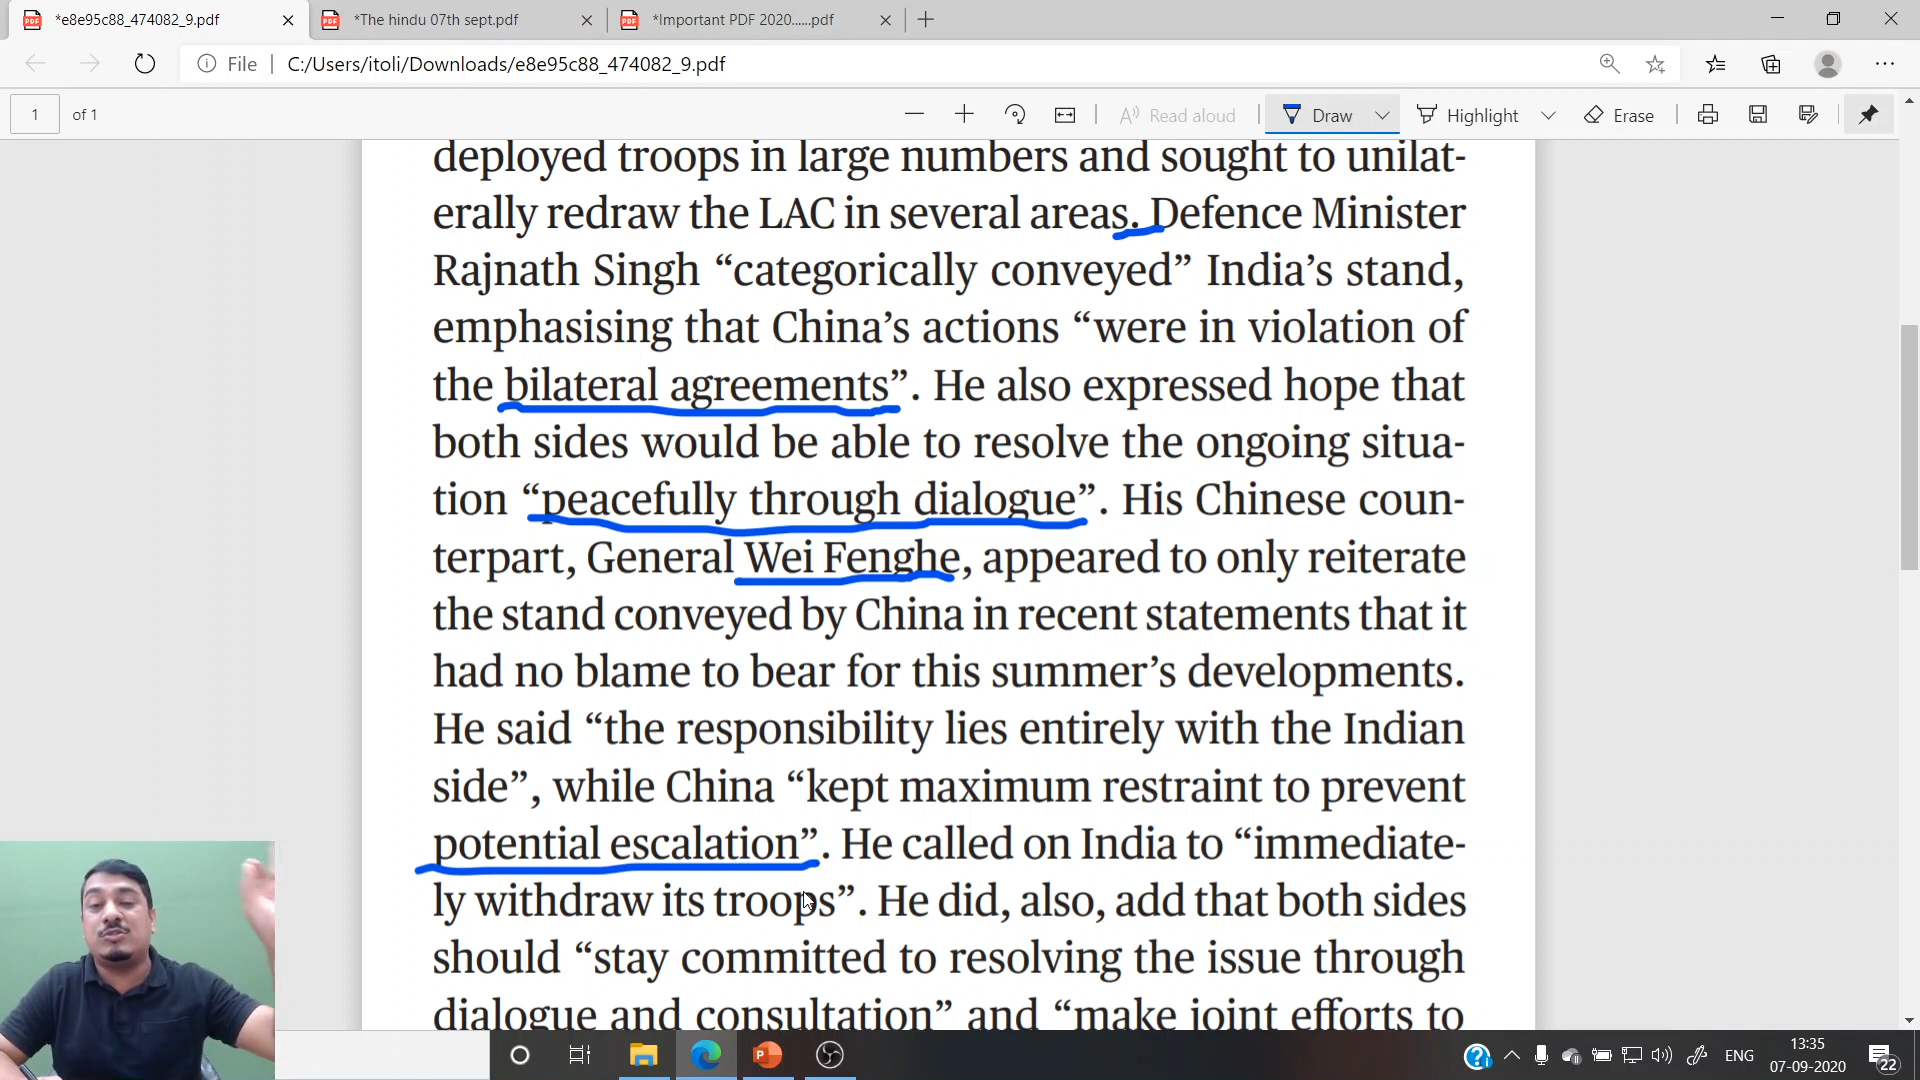 *e8e95c88_474082_9.pdf
*The hindu 07th sept.pdf
*Important PDF 2020......pdf
File
C:/Users/itoli/Downloads/e8e95c88_474082_9.pdf
1 of 1
Read aloud
Draw
Highlight
Erase
deployed troops in large numbers and sought to unilat-
erally redraw the LAC in several areas. Defence Minister
Rajnath Singh “categorically conveyed” India’s stand,
emphasising that China’s actions “were in violation of
the bilateral agreements”. He also expressed hope that
both sides would be able to resolve the ongoing situa-
tion “peacefully through dialogue”. His Chinese coun-
terpart, General Wei Fenghe, appeared to only reiterate
the stand conveyed by China in recent statements that it
had no blame to bear for this summer’s developments.
He said “the responsibility lies entirely with the Indian
side”, while China “kept maximum restraint to prevent
potential escalation”. He called on India to “immediate-
ly withdraw its troops”. He did, also, add that both sides
should “stay committed to resolving the issue through
dialogue and consultation” and “make joint efforts to
ENG
13:35
07-09-2020
22